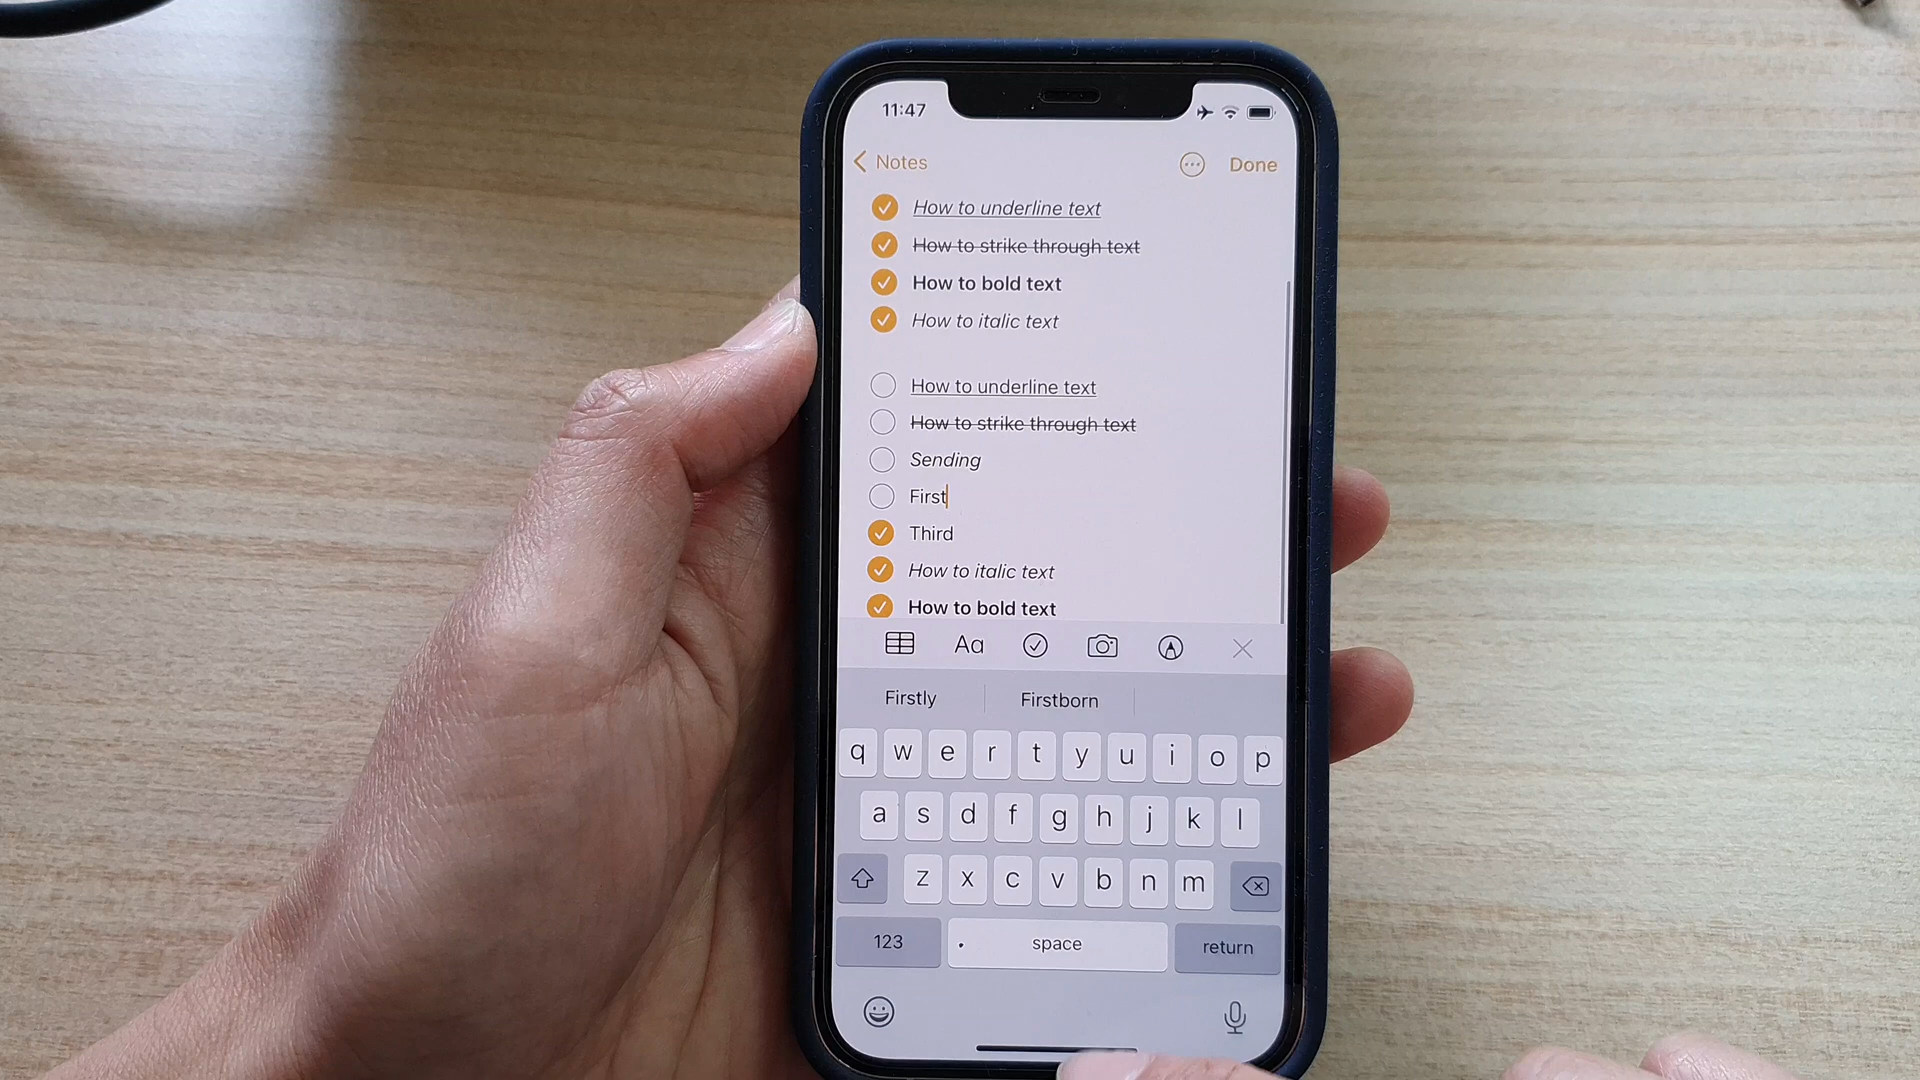 11:47
Notes
Done
How to underline text
How to strike through text
How to bold text
How to italic text
How to underline text
How to strike through text
Sending
First
Third
How to italic text
How to bold text
Aa
Firstly Firstborn
q w e r t y u i o p
a s d f g h j k l
z x c v b n m
123 space return